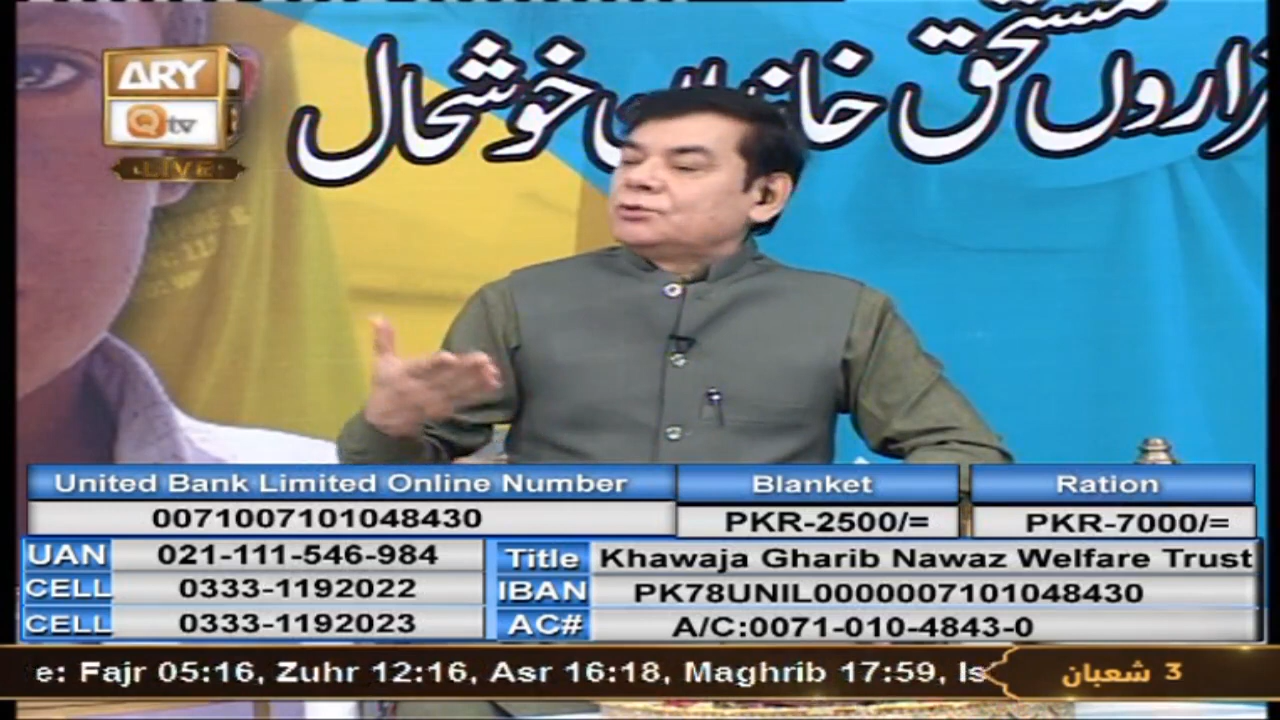 مستحق
ہزاروں مستحق خاندان خوشحال
ARY
Qtv
LIVE
United Bank Limited Online Number
Blanket
Ration
0071007101048430
PKR-2500/=
PKR-7000/=
UAN 021-111-546-984
Title Khawaja Gharib Nawaz Welfare Trust
CELL 0333-1192022
IBAN PK78UNIL0000007101048430
CELL 0333-1192023
AC# A/C:0071-010-4843-0
e: Fajr 05:16, Zuhr 12:16, Asr 16:18, Maghrib 17:59, Is
3 شعبان